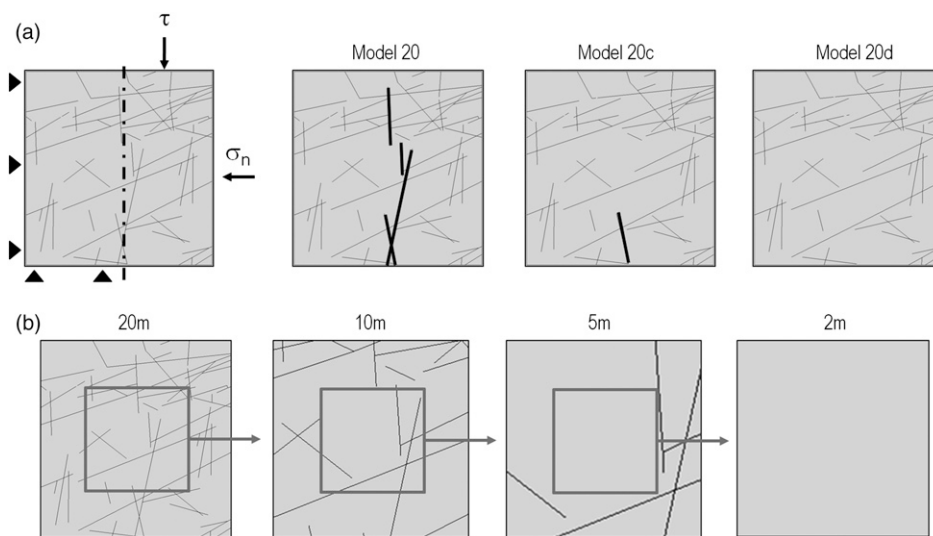 (a)
τ
Model 20
Model 20c
Model 20d
σn
(b)
20m
10m
5m
2m